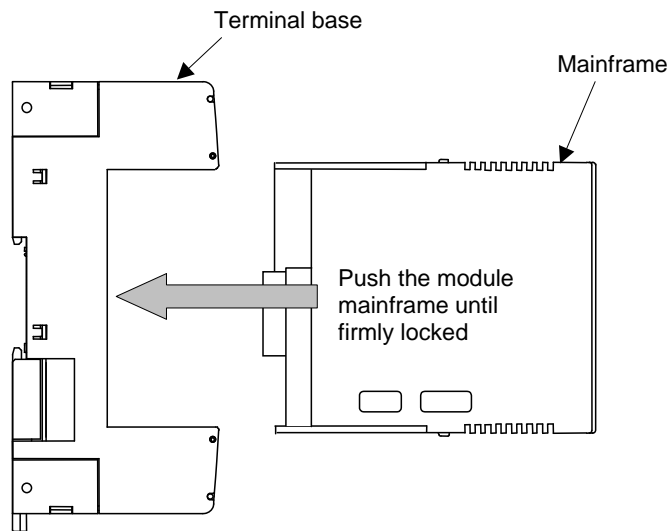 Terminal base
Mainframe
Push the module
mainframe until
firmly locked